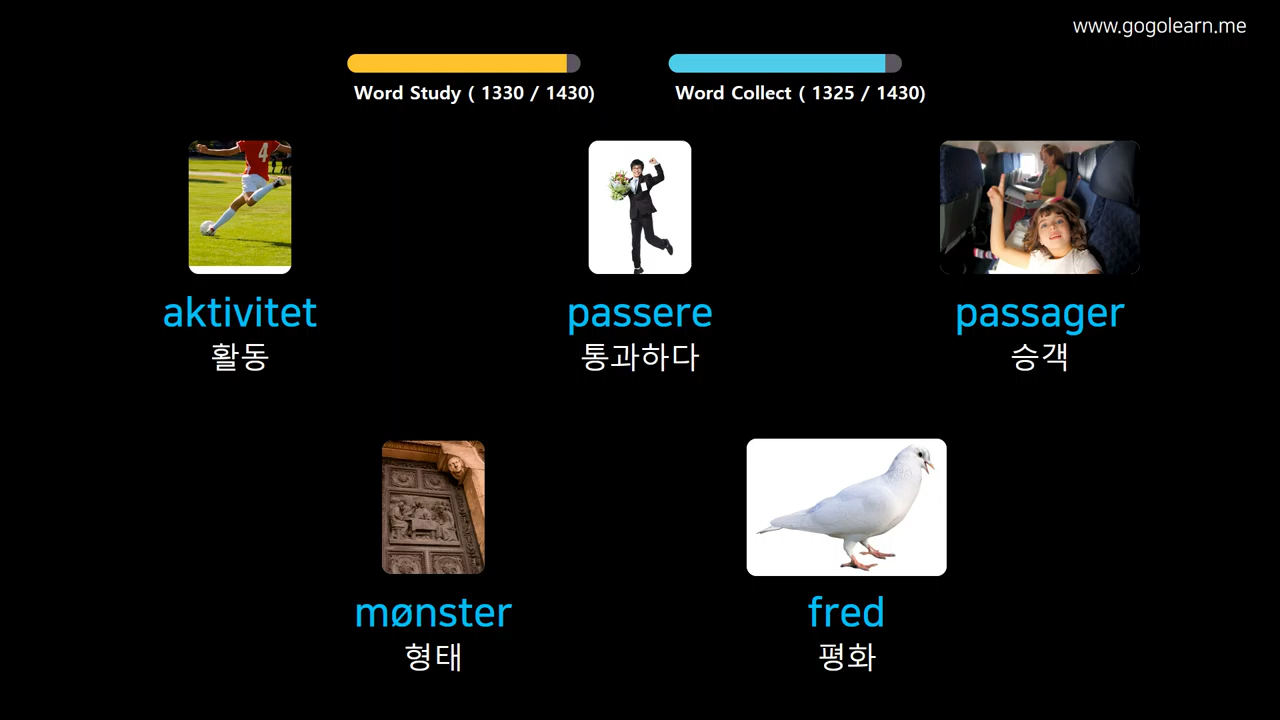 www.gogolearn.me
Word Study ( 1330 / 1430)
Word Collect ( 1325 / 1430)
4
aktivitet
활동
passere
통과하다
passager
승객
mønster
형태
fred
평화